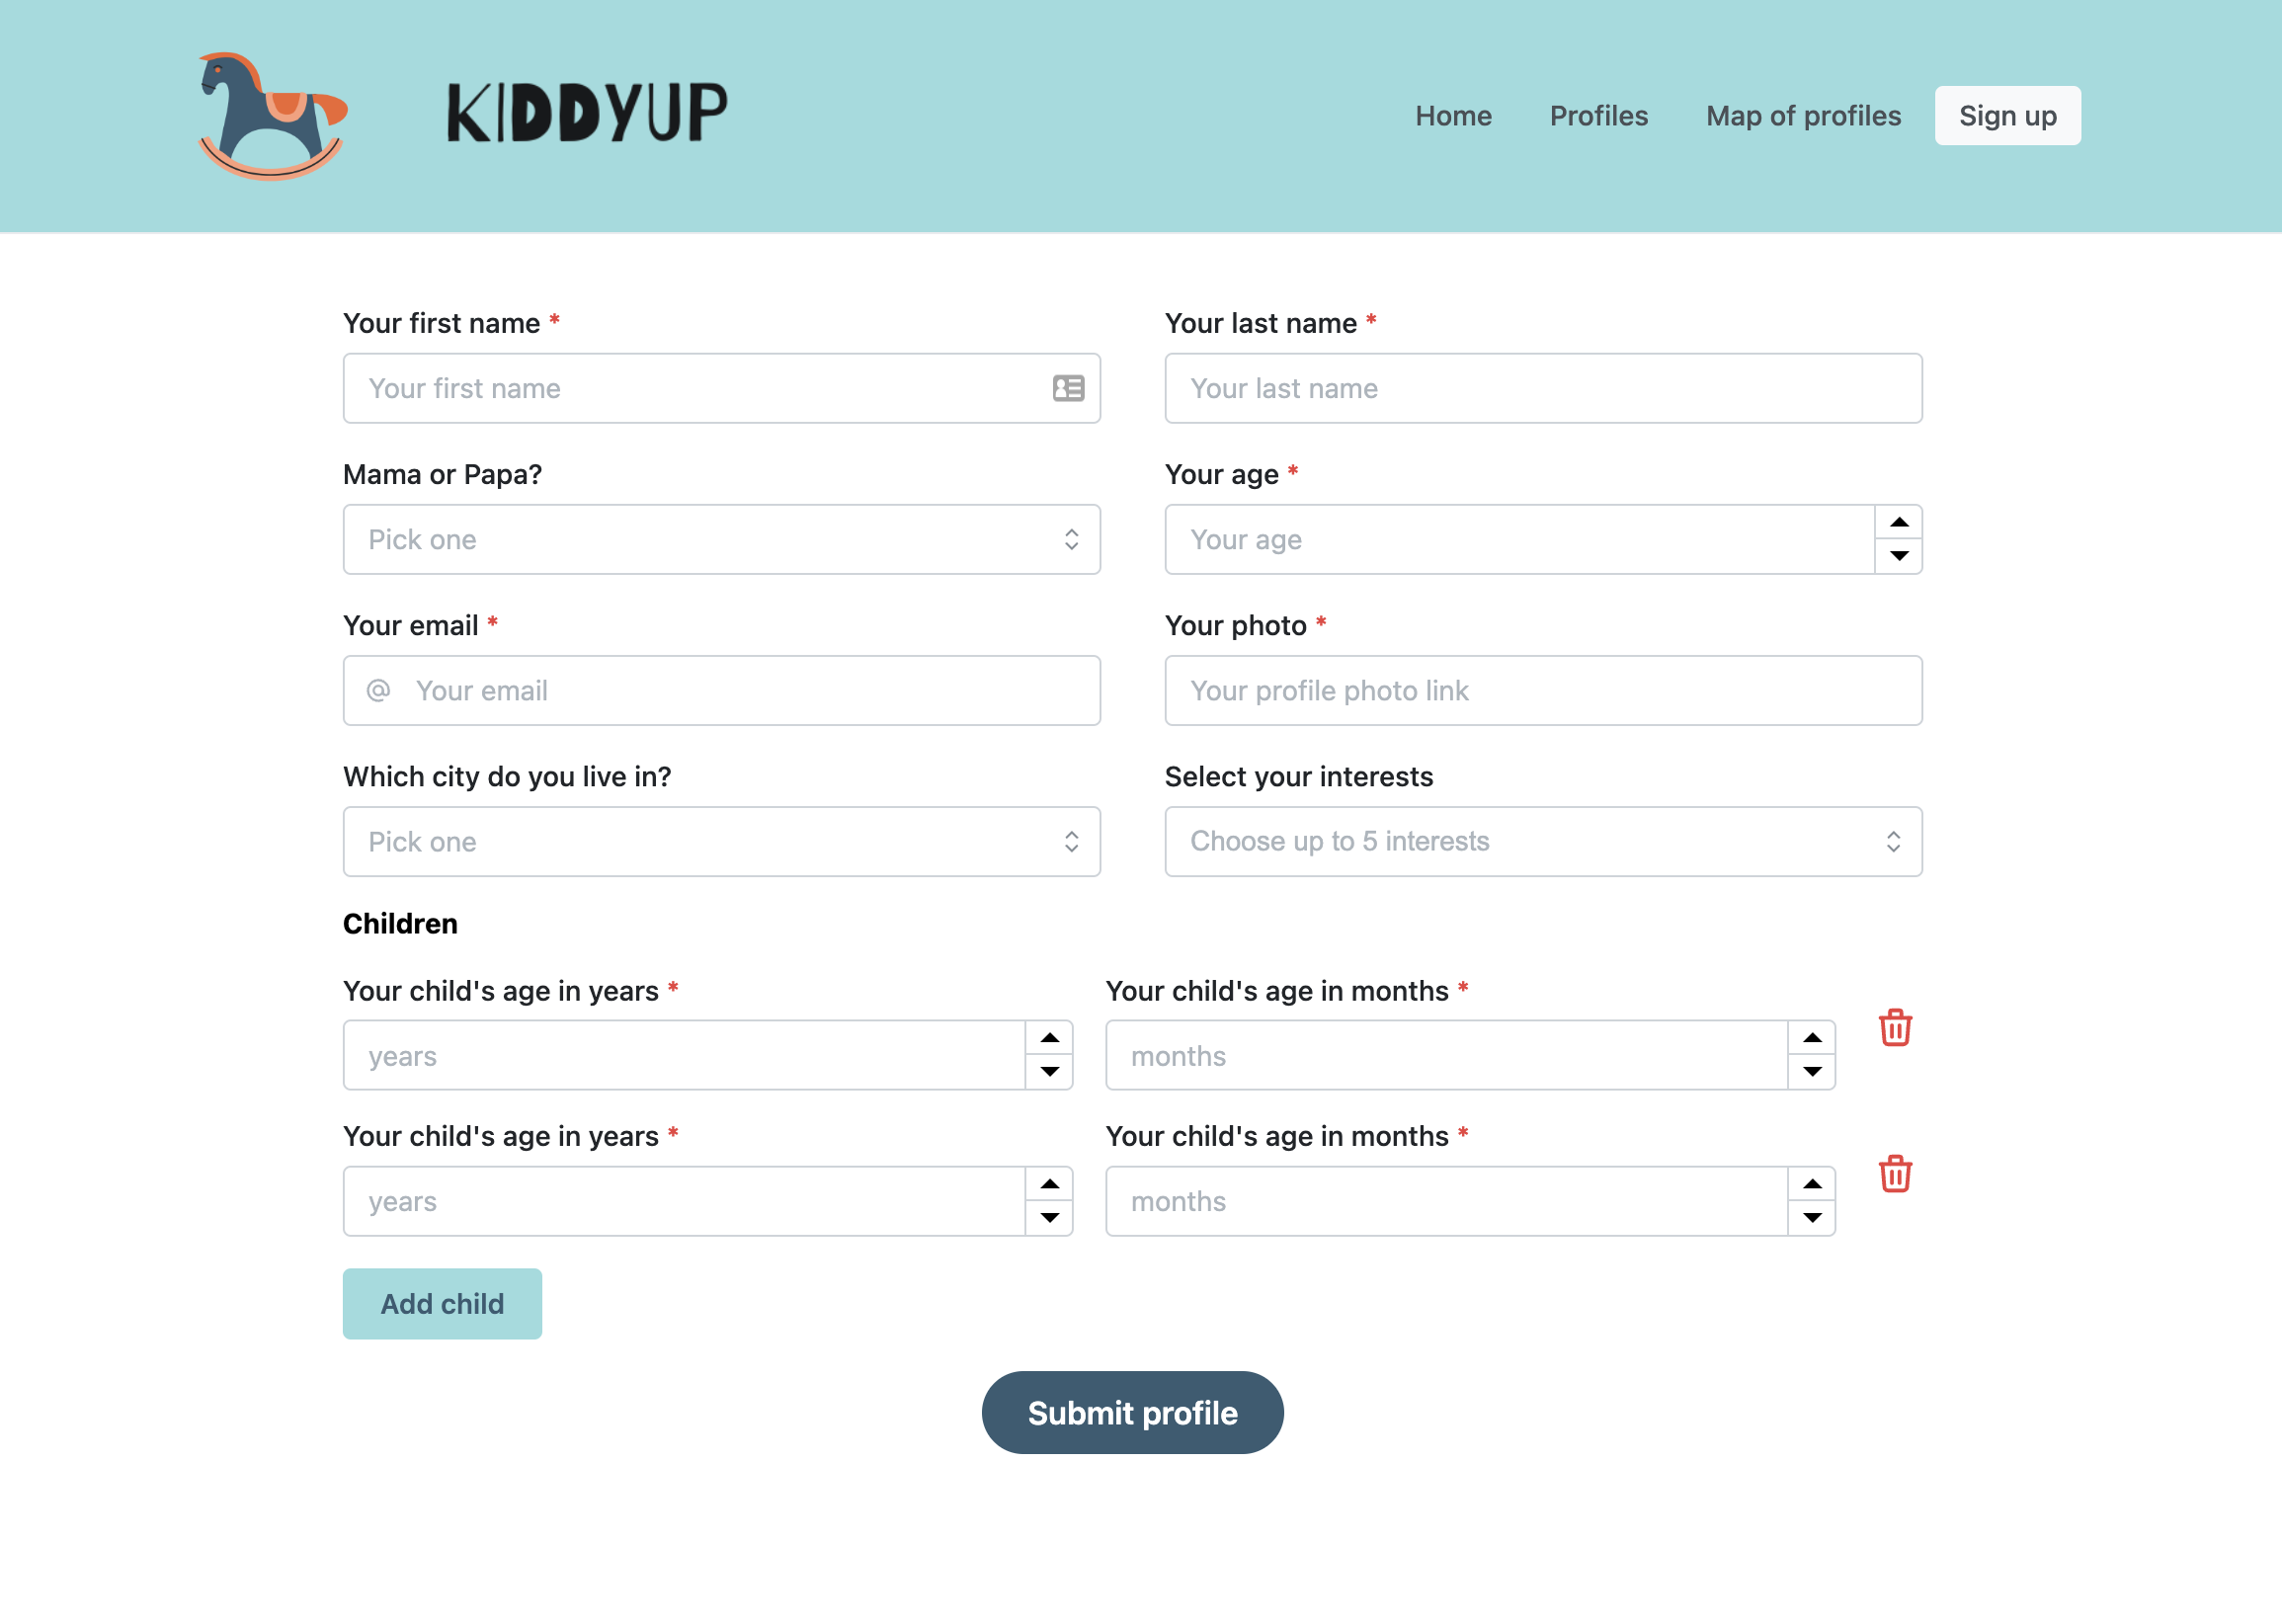 KIDDYUP
Home Profiles Map of profiles Sign up
Your first name * Your last name *
Your first name Your last name
Mama or Papa? Your age *
Pick one Your age
Your email * Your photo *
@ Your email Your profile photo link
Which city do you live in? Select your interests
Pick one Choose up to 5 interests
Children
Your child's age in years * Your child's age in months *
years months
Your child's age in years * Your child's age in months *
years months
Add child
Submit profile